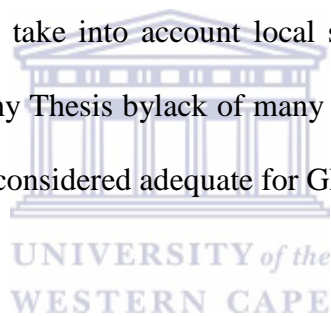 take into account local s
ny Thesis bylack of many
considered adequate for G
UNIVERSITY of the
WESTERN CAPE